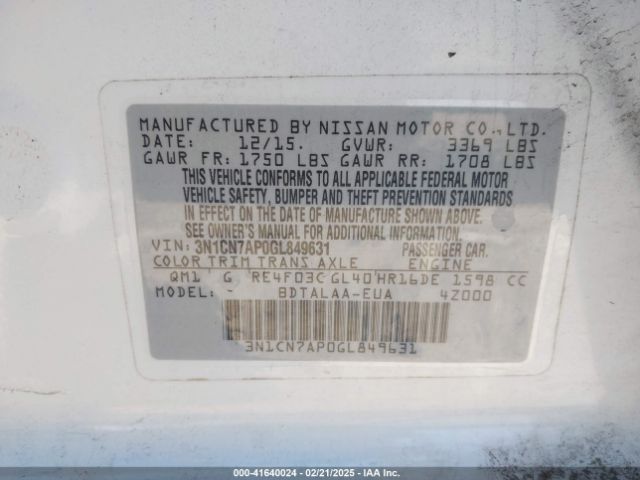 MANUFACTURED BY NISSAN MOTOR CO., LTD.
DATE: 12/15. GVWR: 3369 LBS
GAWR FR: 1750 LBS GAWR RR: 1708 LBS
THIS VEHICLE CONFORMS TO ALL APPLICABLE FEDERAL MOTOR
VEHICLE SAFETY, BUMPER AND THEFT PREVENTION STANDARDS
IN EFFECT ON THE DATE OF MANUFACTURE SHOWN ABOVE.
SEE OWNER'S MANUAL FOR ADDITIONAL INFORMATION.
VIN: 3N1CN7AP0GL849631 PASSENGER CAR.
COLOR TRIM TRANS AXLE ENGINE
QM1 G RE4F03C GL40 HR16DE 1598 CC
MODEL: - BDTALAA-EUA 4Z000
3N1CN7AP0GL849631
000-41640024 | 02/21/2025 | IAAI.com